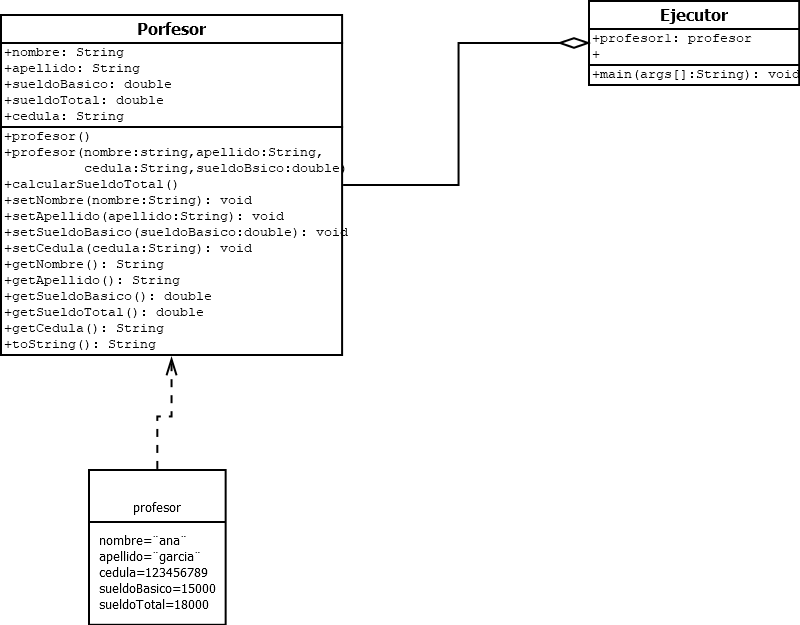 Porfesor
+nombre: String
+apellido: String
+sueldoBasico: double
+sueldoTotal: double
+cedula: String
+profesor()
+profesor(nombre:string,apellido:String,
cedula:String,sueldoBsico:double)
+calcularSueldoTotal()
+setNombre(nombre:String): void
+setApellido(apellido:String): void
+setSueldoBasico(sueldoBasico:double): void
+setCedula(cedula:String): void
+getNombre(): String
+getApellido(): String
+getSueldoBasico(): double
+getSueldoTotal(): double
+getCedula(): String
+toString(): String
Ejecutor
+profesor1: profesor
+
+main(args[]:String): void
profesor
nombre=¨ana¨
apellido=¨garcia¨
cedula=123456789
sueldoBasico=15000
sueldoTotal=18000